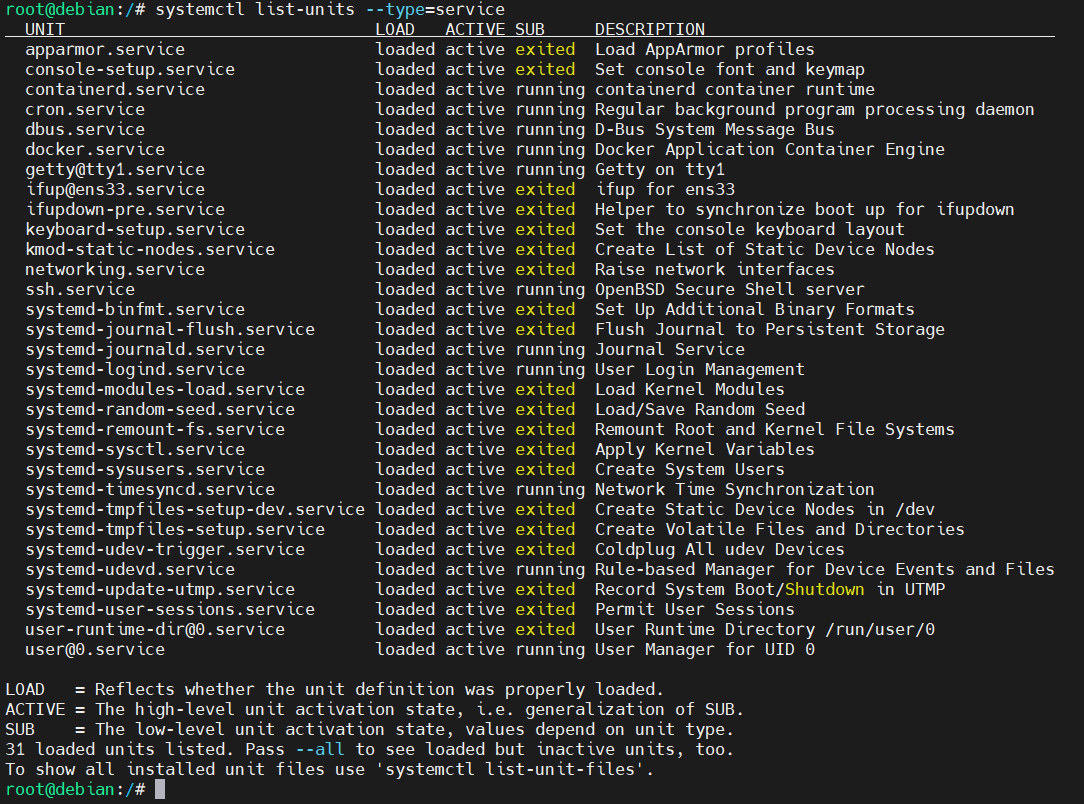 root@debian:/# systemctl list-units --type=service
  UNIT                               LOAD   ACTIVE SUB     DESCRIPTION
  apparmor.service                   loaded active exited  Load AppArmor profiles
  console-setup.service              loaded active exited  Set console font and keymap
  containerd.service                 loaded active running containerd container runtime
  cron.service                       loaded active running Regular background program processing daemon
  dbus.service                       loaded active running D-Bus System Message Bus
  docker.service                     loaded active running Docker Application Container Engine
  getty@tty1.service                 loaded active running Getty on tty1
  ifup@ens33.service                 loaded active exited  ifup for ens33
  ifupdown-pre.service               loaded active exited  Helper to synchronize boot up for ifupdown
  keyboard-setup.service             loaded active exited  Set the console keyboard layout
  kmod-static-nodes.service          loaded active exited  Create List of Static Device Nodes
  networking.service                 loaded active exited  Raise network interfaces
  ssh.service                        loaded active running OpenBSD Secure Shell server
  systemd-binfmt.service             loaded active exited  Set Up Additional Binary Formats
  systemd-journal-flush.service      loaded active exited  Flush Journal to Persistent Storage
  systemd-journald.service           loaded active running Journal Service
  systemd-logind.service             loaded active running User Login Management
  systemd-modules-load.service       loaded active exited  Load Kernel Modules
  systemd-random-seed.service        loaded active exited  Load/Save Random Seed
  systemd-remount-fs.service         loaded active exited  Remount Root and Kernel File Systems
  systemd-sysctl.service             loaded active exited  Apply Kernel Variables
  systemd-sysusers.service           loaded active exited  Create System Users
  systemd-timesyncd.service          loaded active running Network Time Synchronization
  systemd-tmpfiles-setup-dev.service loaded active exited  Create Static Device Nodes in /dev
  systemd-tmpfiles-setup.service     loaded active exited  Create Volatile Files and Directories
  systemd-udev-trigger.service       loaded active exited  Coldplug All udev Devices
  systemd-udevd.service              loaded active running Rule-based Manager for Device Events and Files
  systemd-update-utmp.service        loaded active exited  Record System Boot/Shutdown in UTMP
  systemd-user-sessions.service      loaded active exited  Permit User Sessions
  user-runtime-dir@0.service         loaded active exited  User Runtime Directory /run/user/0
  user@0.service                     loaded active running User Manager for UID 0

LOAD   = Reflects whether the unit definition was properly loaded.
ACTIVE = The high-level unit activation state, i.e. generalization of SUB.
SUB    = The low-level unit activation state, values depend on unit type.
31 loaded units listed. Pass --all to see loaded but inactive units, too.
To show all installed unit files use 'systemctl list-unit-files'.
root@debian:/#